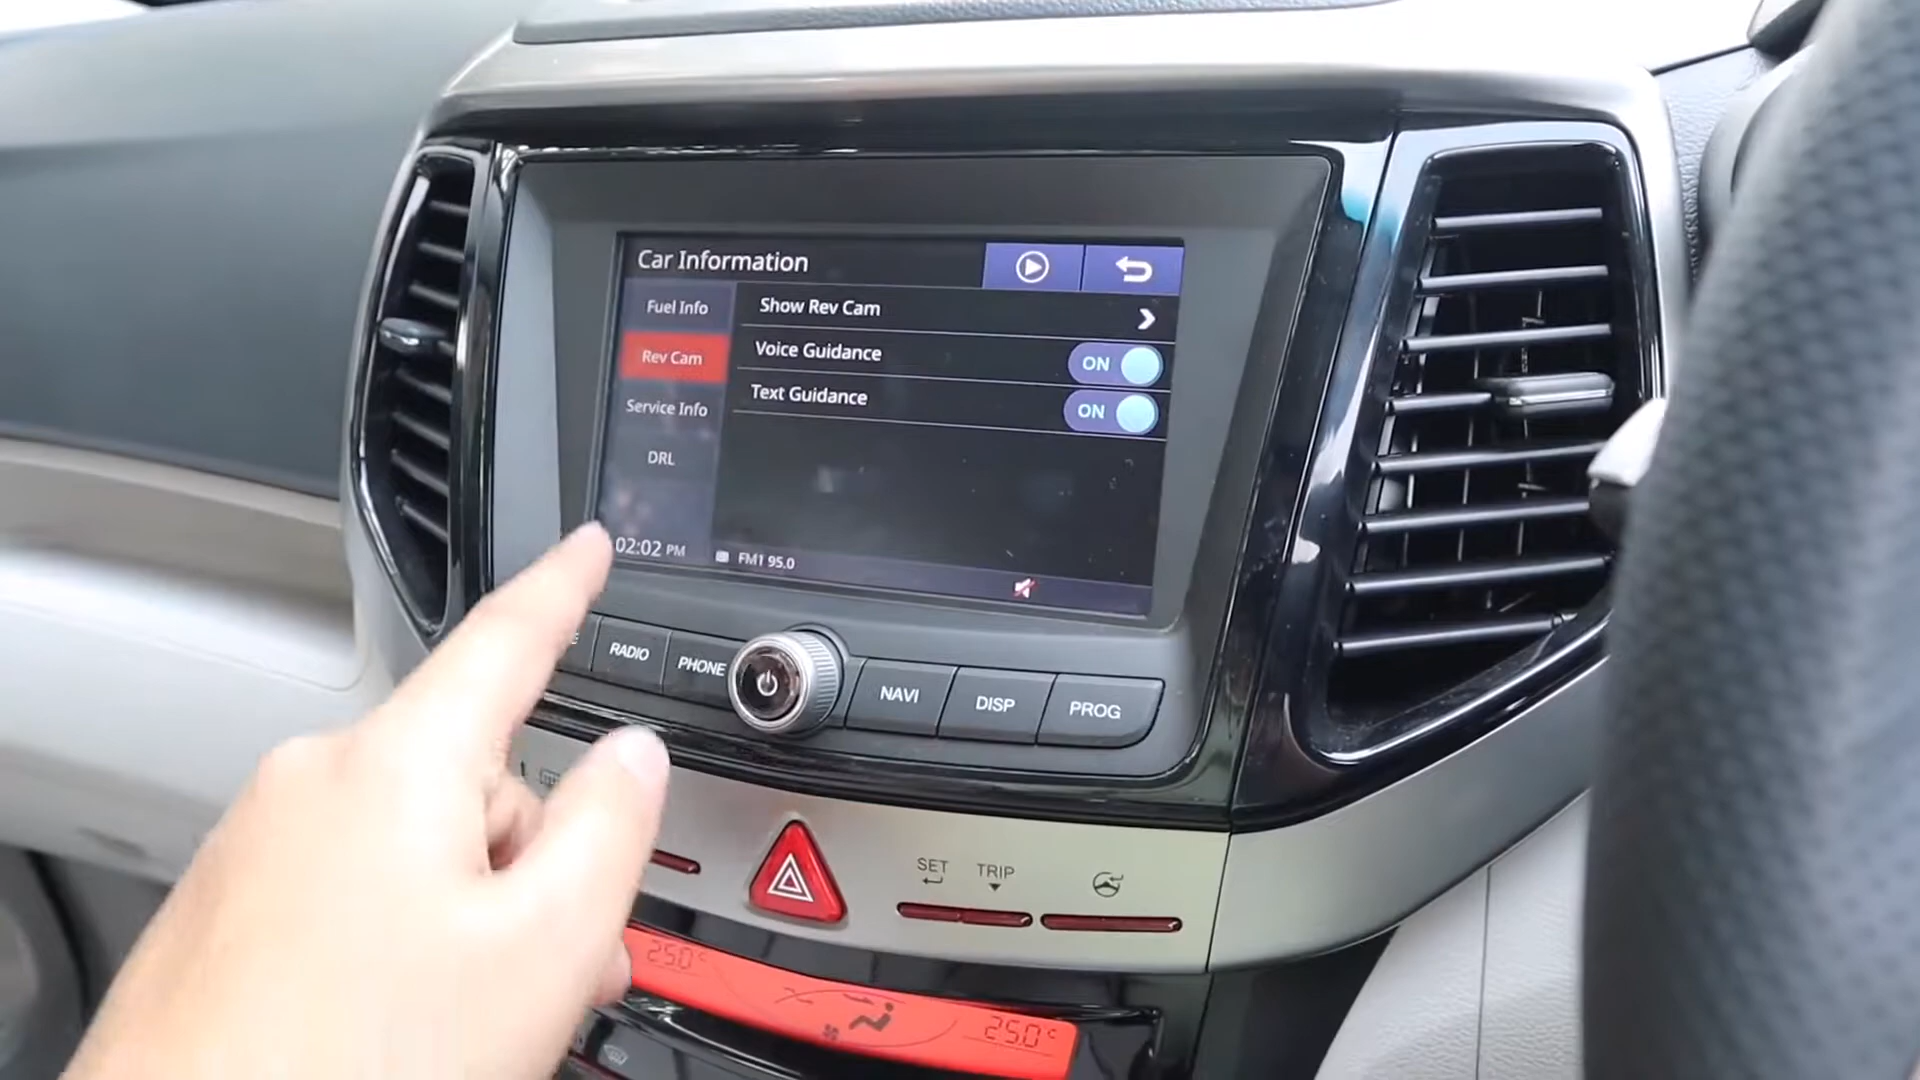 Car Information
Fuel Info
Show Rev Cam
Rev Cam
Voice Guidance ON
Service Info
Text Guidance ON
DRL
02:02 PM
FM1 95.0
RADIO
PHONE
NAVI
DISP
PROG
SET
TRIP
25.0°C
25.0°C